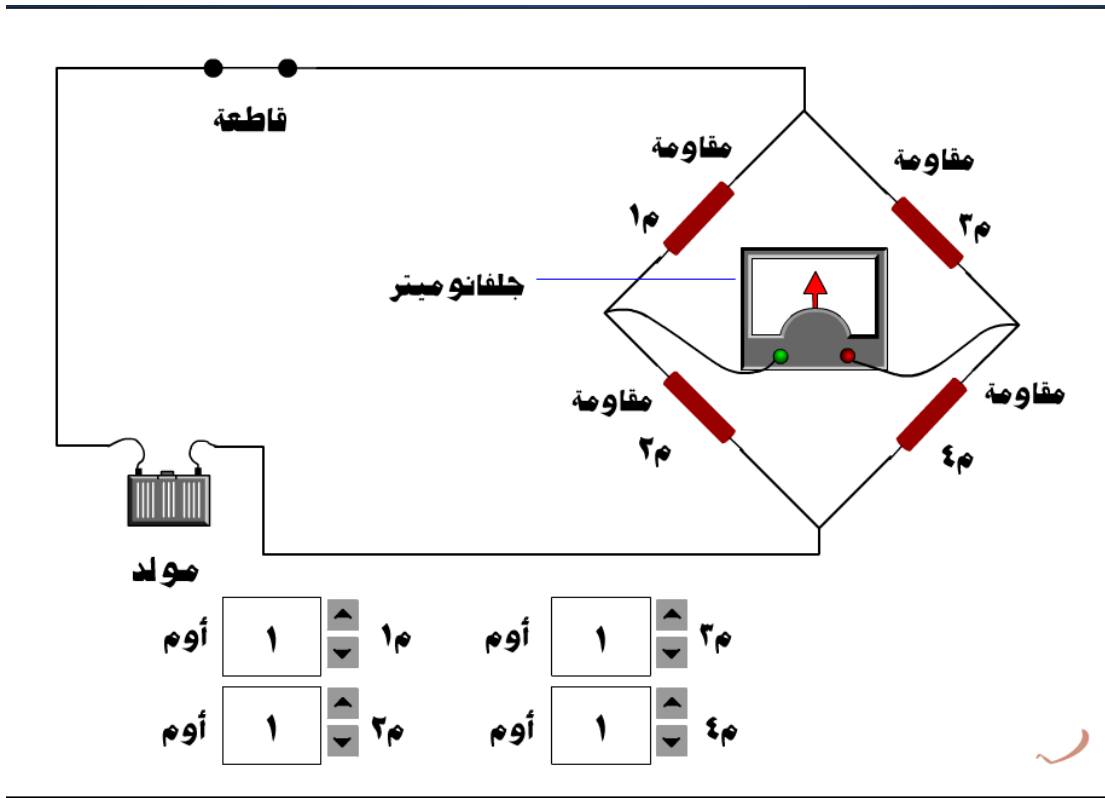 قاطعة
مقاومة
م١
مقاومة
م٣
جلفانوميتر
مقاومة
م٢
مقاومة
م٤
مولد
م٣ ١ أوم م١ ١ أوم
م٤ ١ أوم م٢ ١ أوم